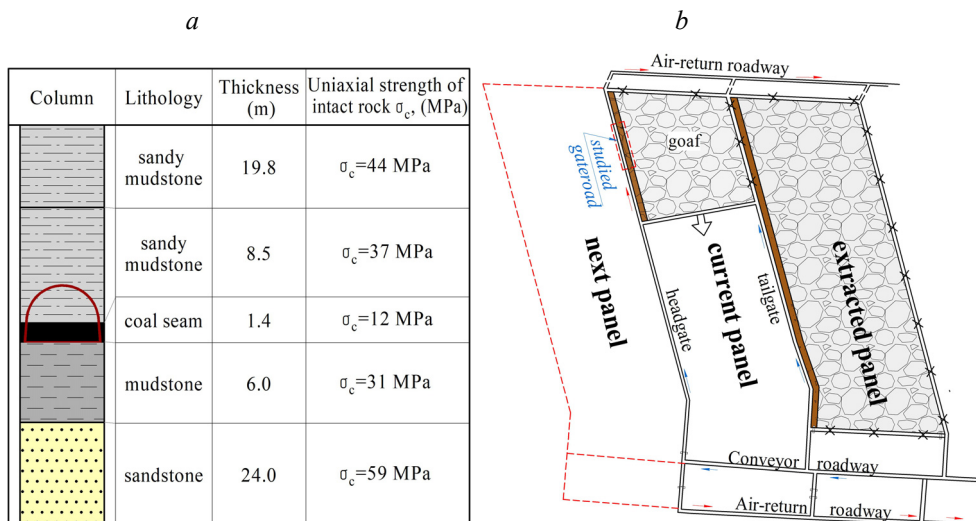 a
b
Column
Lithology
Thickness
(m)
Uniaxial strength of
intact rock σc, (MPa)
sandy
mudstone
19.8
σc=44 MPa
sandy
mudstone
8.5
σc=37 MPa
coal seam
1.4
σc=12 MPa
mudstone
6.0
σc=31 MPa
sandstone
24.0
σc=59 MPa
Air-return roadway
goaf
studied
gateroad
next panel
headgate
current panel
tailgate
extracted panel
Conveyor roadway
Air-return roadway